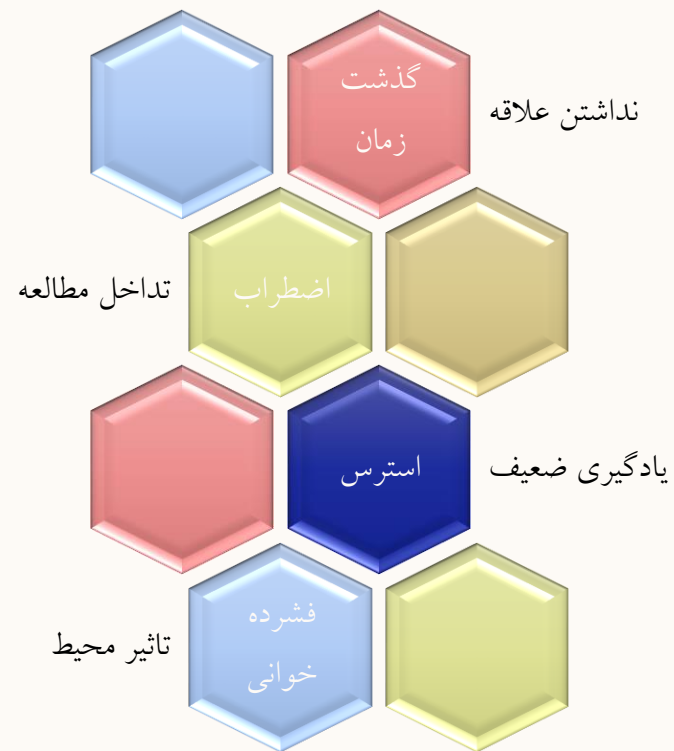 گذشت
زمان
نداشتن علاقه
اضطراب
تداخل مطالعه
استرس
یادگیری ضعیف
فشرده
خوانی
تاثیر محیط